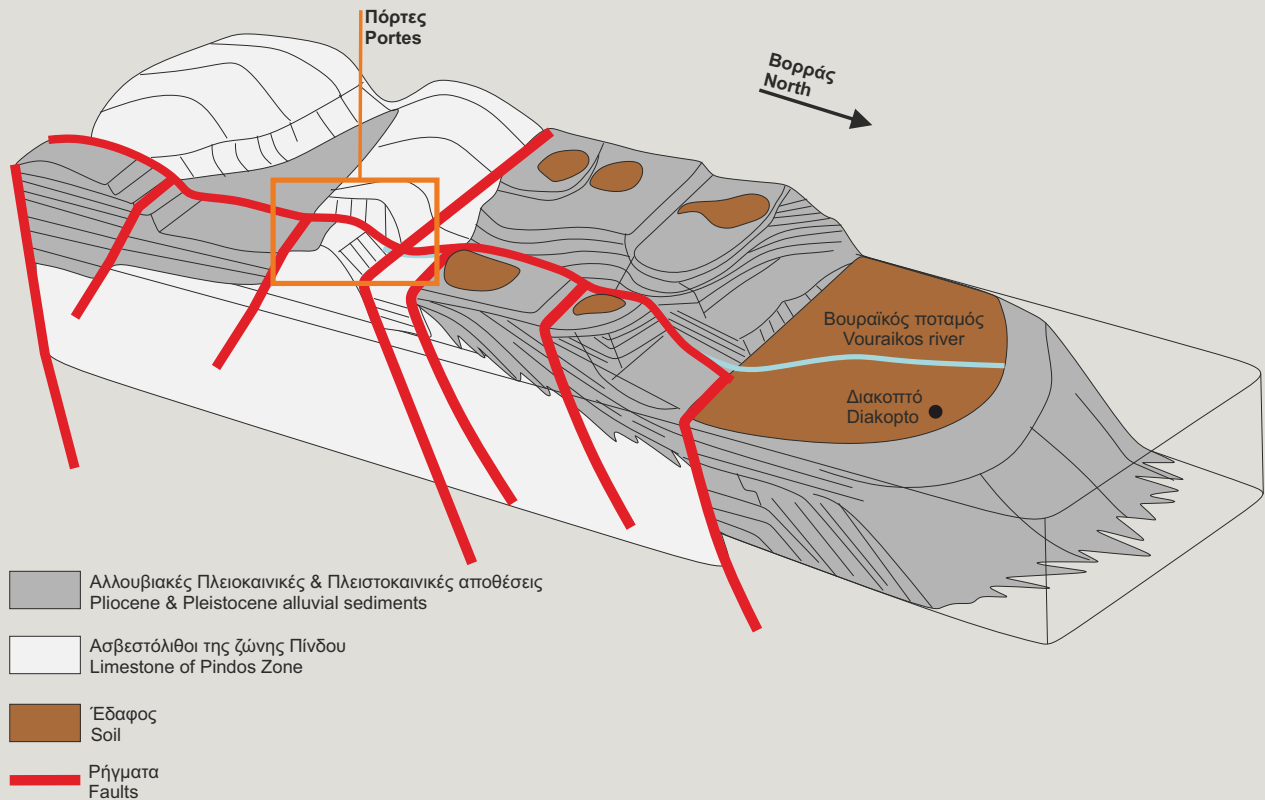 Πόρτες
Portes
Βορράς
North
Βουραϊκός ποταμός
Vouraikos river
Διακοπτό
Diakopto
Αλλουβιακές Πλειοκαινικές & Πλειστοκαινικές αποθέσεις
Pliocene & Pleistocene alluvial sediments
Ασβεστόλιθοι της ζώνης Πίνδου
Limestone of Pindos Zone
Έδαφος
Soil
Ρήγματα
Faults